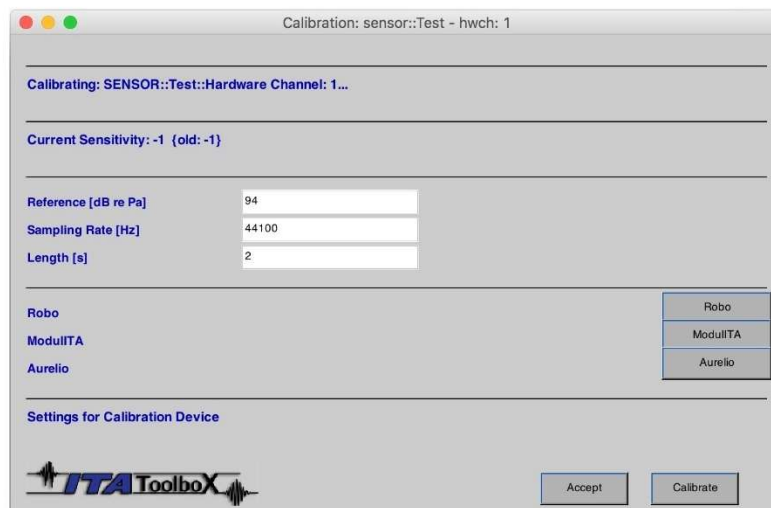 Calibration: sensor::Test - hwch: 1
Calibrating: SENSOR::Test::Hardware Channel: 1...
Current Sensitivity: -1 {old: -1}
Reference [dB re Pa] 94
Sampling Rate [Hz] 44100
Length [s] 2
Robo Robo
ModulITA ModulITA
Aurelio Aurelio
Settings for Calibration Device
ITA ToolboX Accept Calibrate